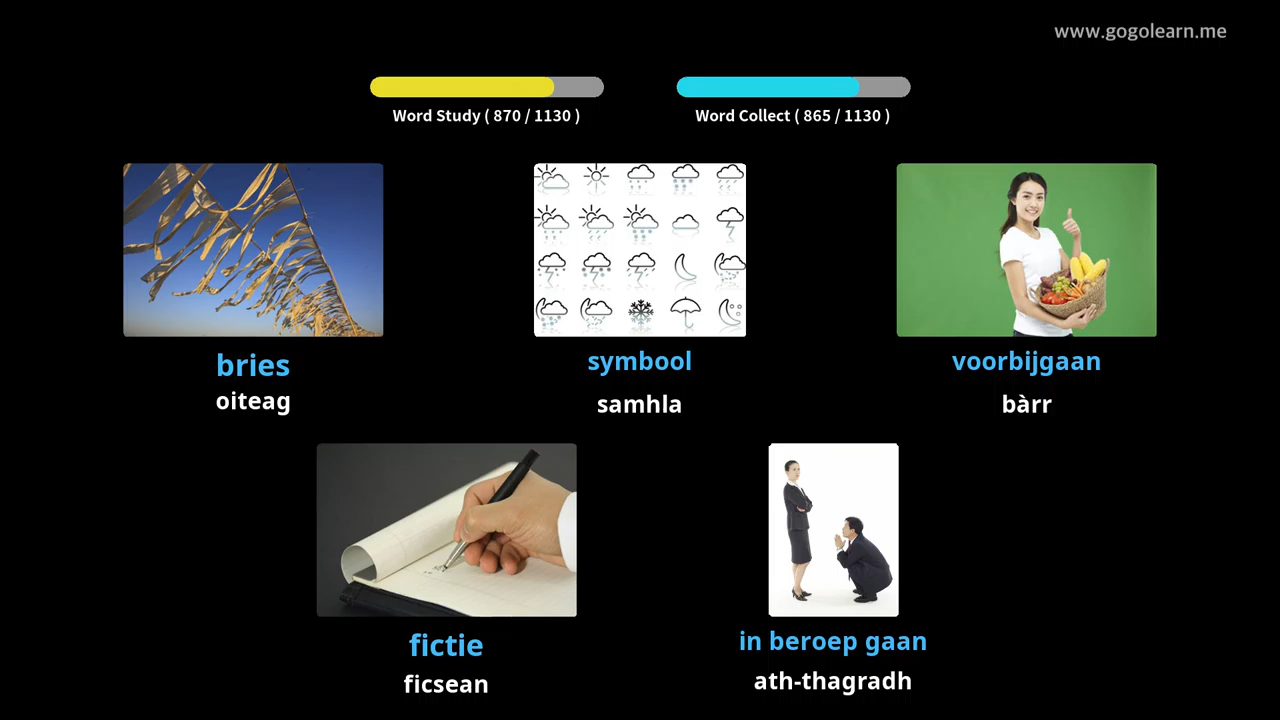 www.gogolearn.me
Word Study ( 870 / 1130 )
Word Collect ( 865 / 1130 )
bries
oiteag
symbool
samhla
voorbijgaan
bàrr
fictie
ficsean
in beroep gaan
ath-thagradh